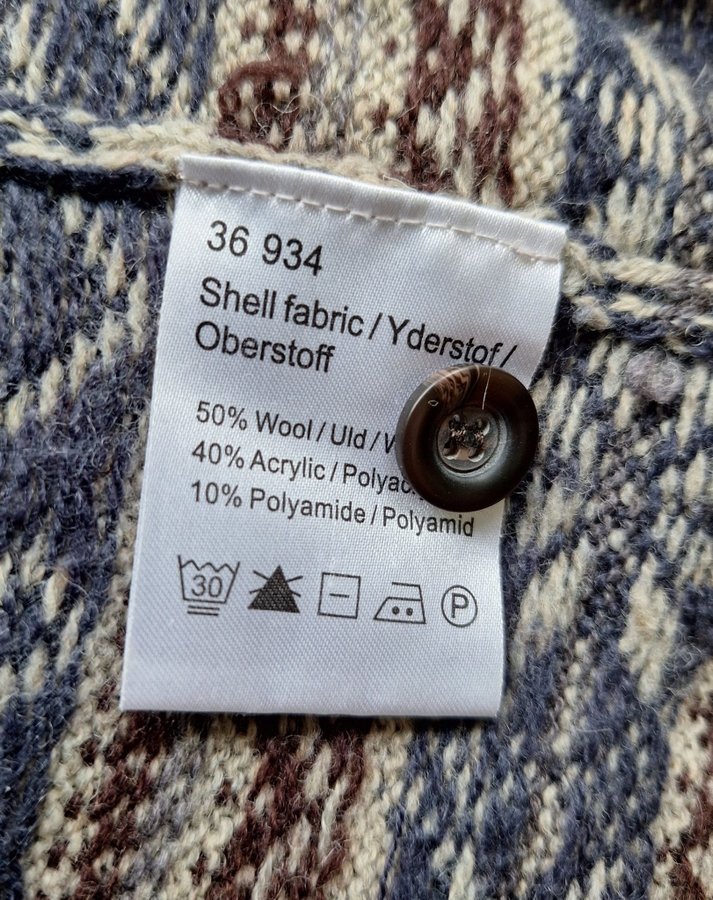 36 934
Shell fabric / Yderstof /
Oberstoff
50% Wool / Uld /
40% Acrylic /
10% Polyamide / Polyamid
30
P